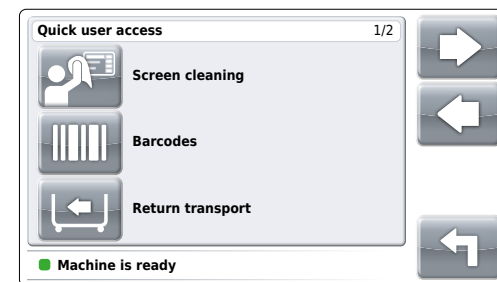 Quick user access 1/2
Screen cleaning
Barcodes
Return transport
Machine is ready